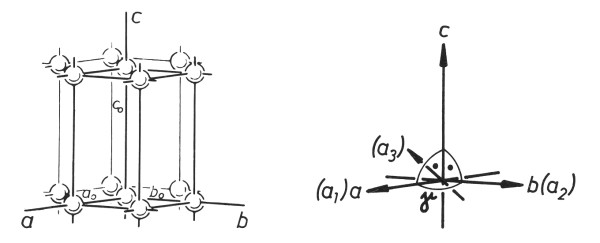 c
c₀
a₀ b₀
a b
c
(a₃)
(a₁)a b(a₂)
γ